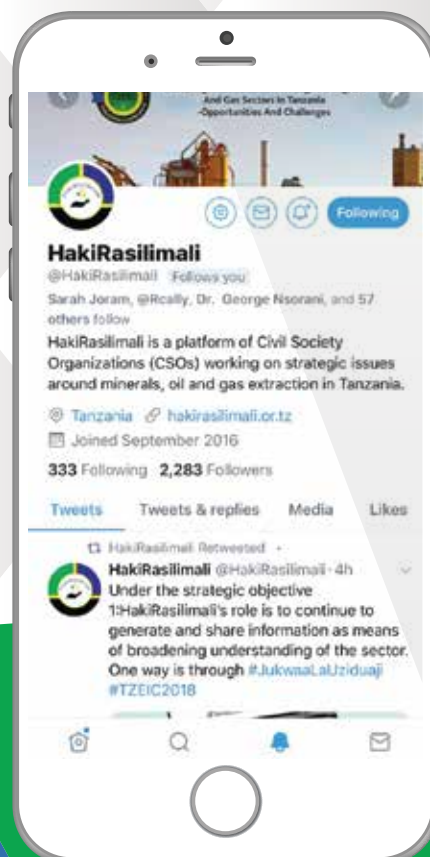 And Gas Sectors In Tanzania
-Opportunities And Challenges
Following
HakiRasilimali
@HakiRasilimali Follows you
Sarah Joram, @Rcally, Dr. George Nsorani, and 57
others follow
HakiRasilimali is a platform of Civil Society
Organizations (CSOs) working on strategic issues
around minerals, oil and gas extraction in Tanzania.
Tanzania hakirasilimali.or.tz
Joined September 2016
333 Following 2,283 Followers
Tweets Tweets & replies Media Likes
HakiRasilimali Retweeted
HakiRasilimali @HakiRasilimali · 4h
Under the strategic objective
1:HakiRasilimali's role is to continue to
generate and share information as means
of broadening understanding of the sector.
One way is through #JukwaaLaUziduaji
#TZEIC2018